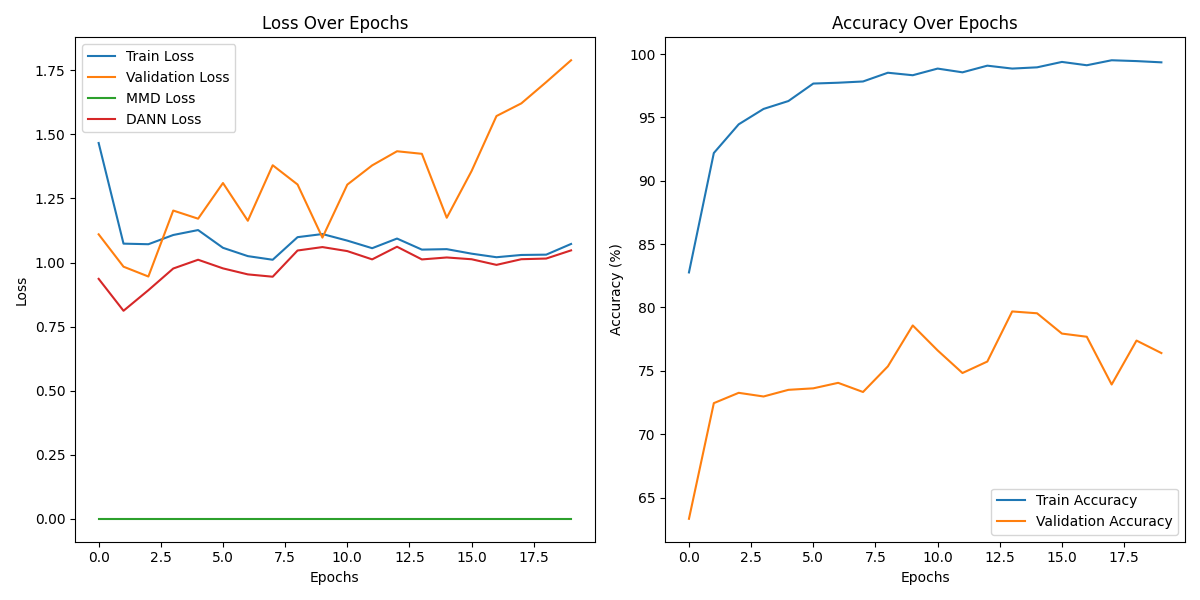 Loss Over Epochs
Train Loss
Validation Loss
MMD Loss
DANN Loss
1.75
1.50
1.25
1.00
0.75
0.50
0.25
0.00
Loss
0.0 2.5 5.0 7.5 10.0 12.5 15.0 17.5
Epochs
Accuracy Over Epochs
100
95
90
85
80
75
70
65
Accuracy (%)
Train Accuracy
Validation Accuracy
0.0 2.5 5.0 7.5 10.0 12.5 15.0 17.5
Epochs